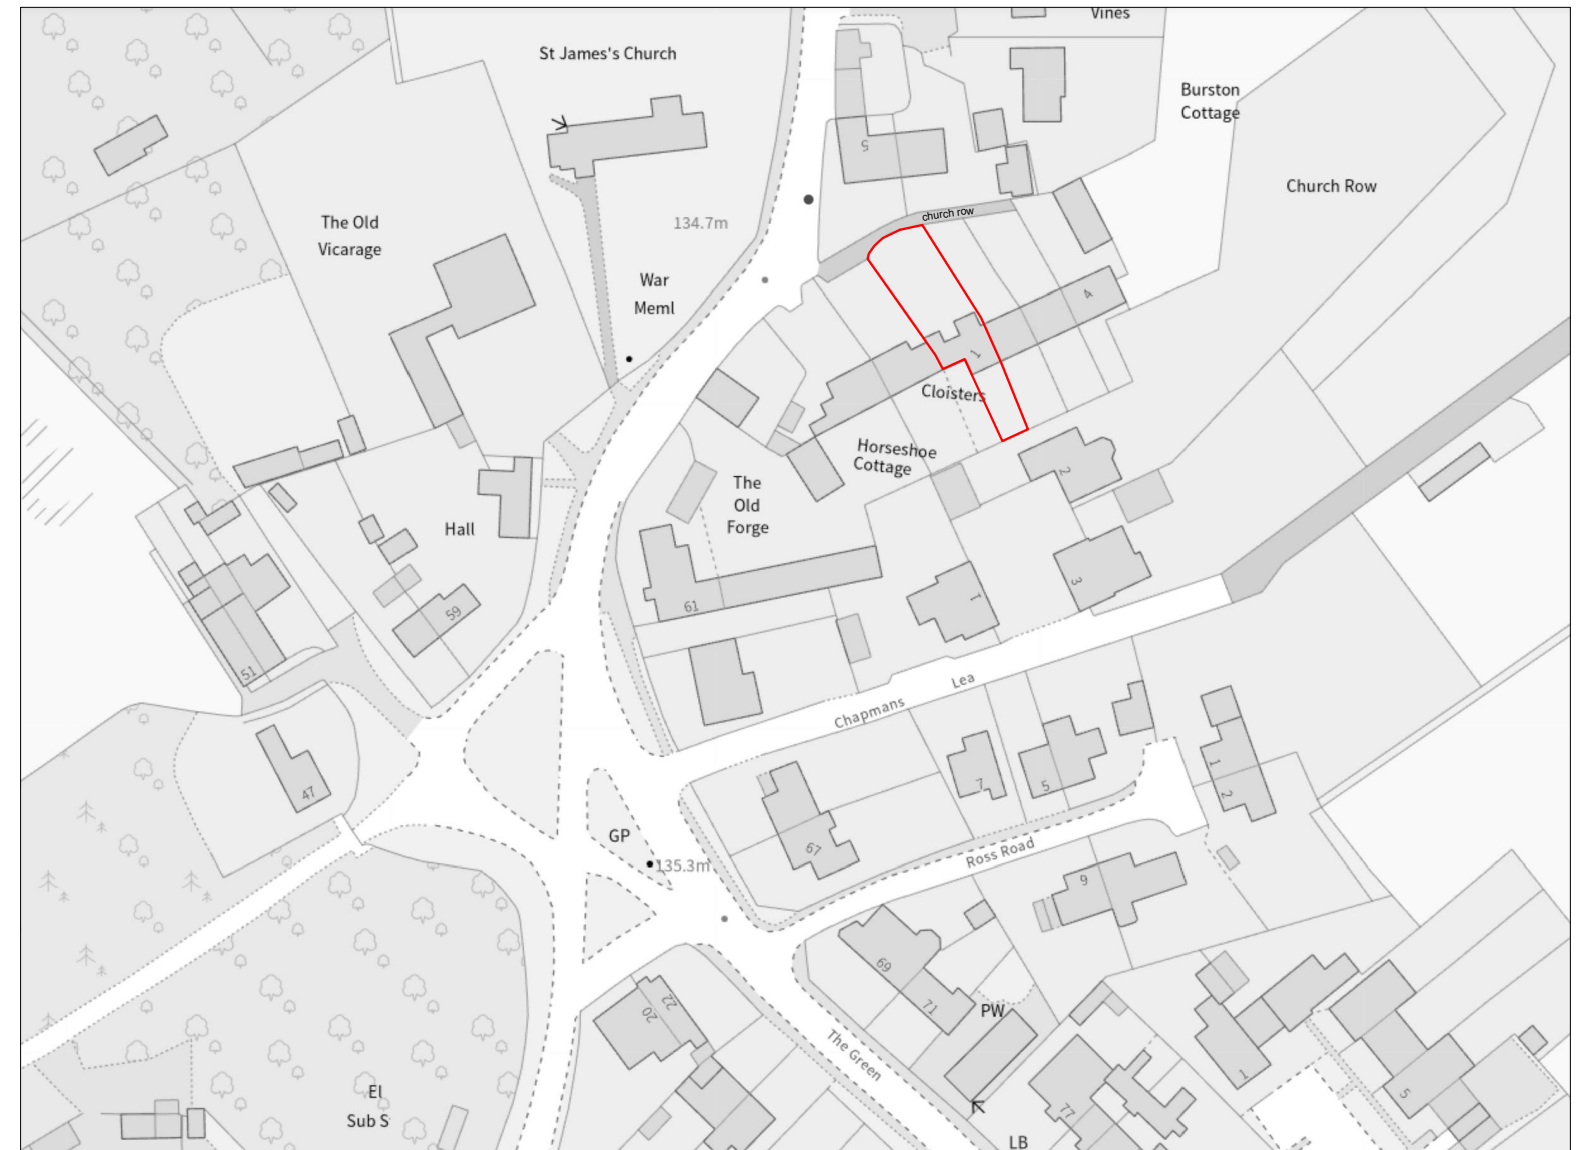 Vines
St James's Church
Burston
Cottage
5
Church Row
church row
The Old
Vicarage
134.7m
War
Meml
4
1
Cloisters
Horseshoe
Cottage
2
The
Old
Forge
Hall
3
1
61
59
51
Chapmans Lea
47
7
5
1
2
GP
135.3m
67
Ross Road
9
69
71
PW
22
20
The Green
1
El
Sub S
77
5
LB